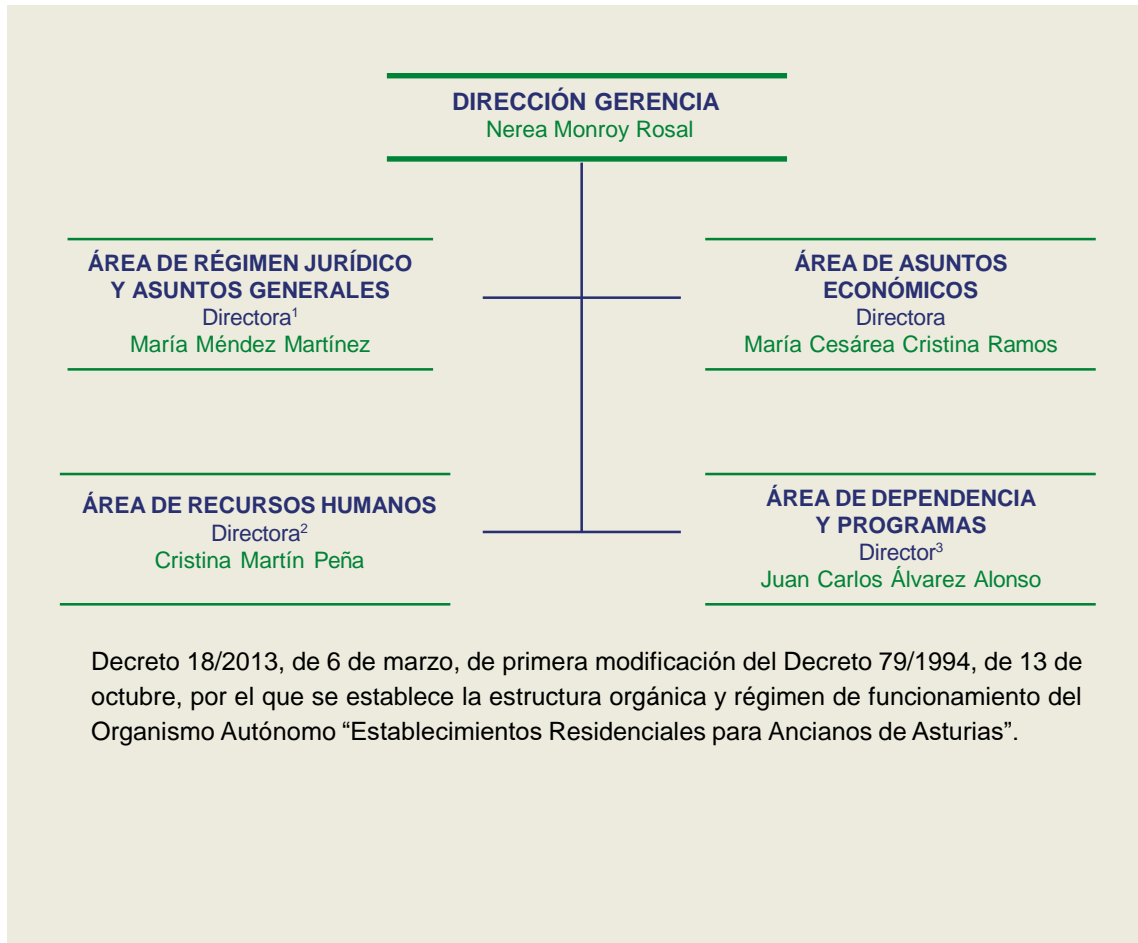 DIRECCIÓN GERENCIA
Nerea Monroy Rosal
ÁREA DE RÉGIMEN JURÍDICO
Y ASUNTOS GENERALES
Directora¹
María Méndez Martínez
ÁREA DE ASUNTOS
ECONÓMICOS
Directora
María Cesárea Cristina Ramos
ÁREA DE RECURSOS HUMANOS
Directora²
Cristina Martín Peña
ÁREA DE DEPENDENCIA
Y PROGRAMAS
Director³
Juan Carlos Álvarez Alonso
Decreto 18/2013, de 6 de marzo, de primera modificación del Decreto 79/1994, de 13 de
octubre, por el que se establece la estructura orgánica y régimen de funcionamiento del
Organismo Autónomo “Establecimientos Residenciales para Ancianos de Asturias”.